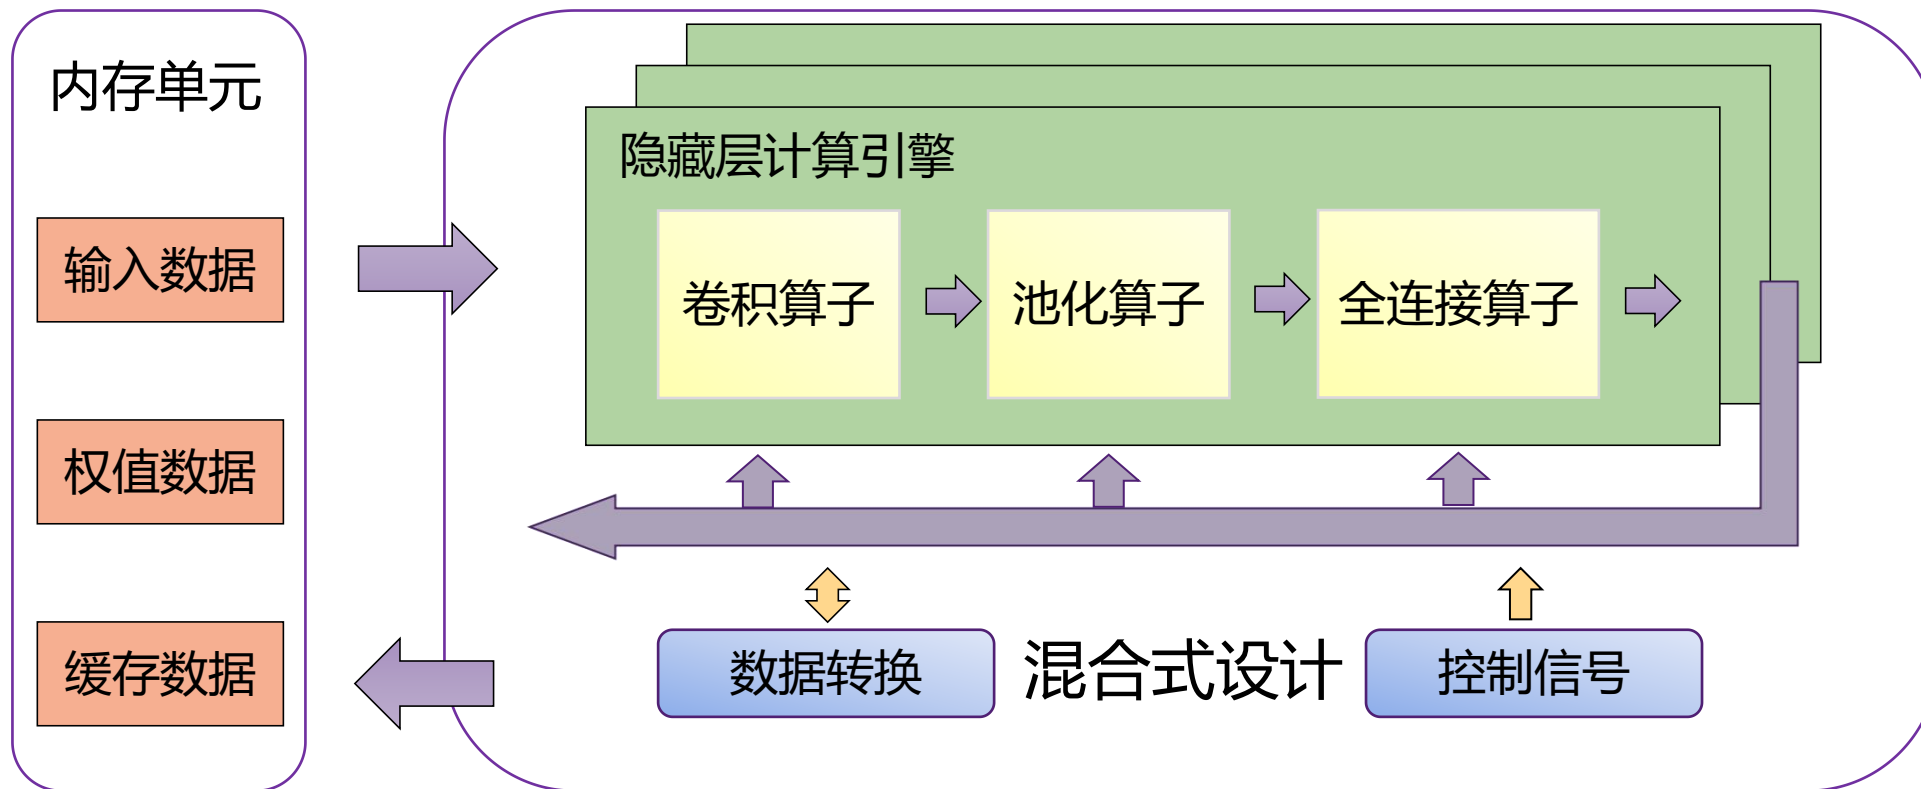 内存单元
输入数据
权值数据
缓存数据
隐藏层计算引擎
卷积算子
池化算子
全连接算子
数据转换
混合式设计
控制信号